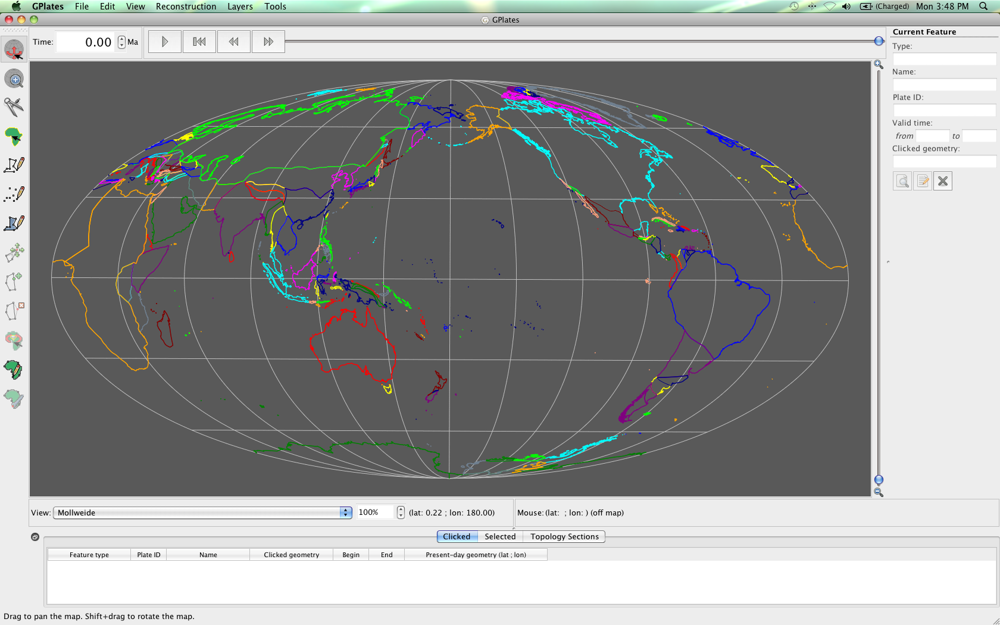 GPlates File Edit View Reconstruction Layers Tools (Charged) Mon 3:48 PM
GPlates
Time: 0.00 Ma
Current Feature
Type:
Name:
Plate ID:
Valid time:
from to
Clicked geometry:
View: Mollweide 100% (lat: 0.22 ; lon: 180.00) Mouse: (lat: ; lon: ) (off map)
Clicked Selected Topology Sections
Feature type Plate ID Name Clicked geometry Begin End Present-day geometry (lat ; lon)
Drag to pan the map. Shift+drag to rotate the map.